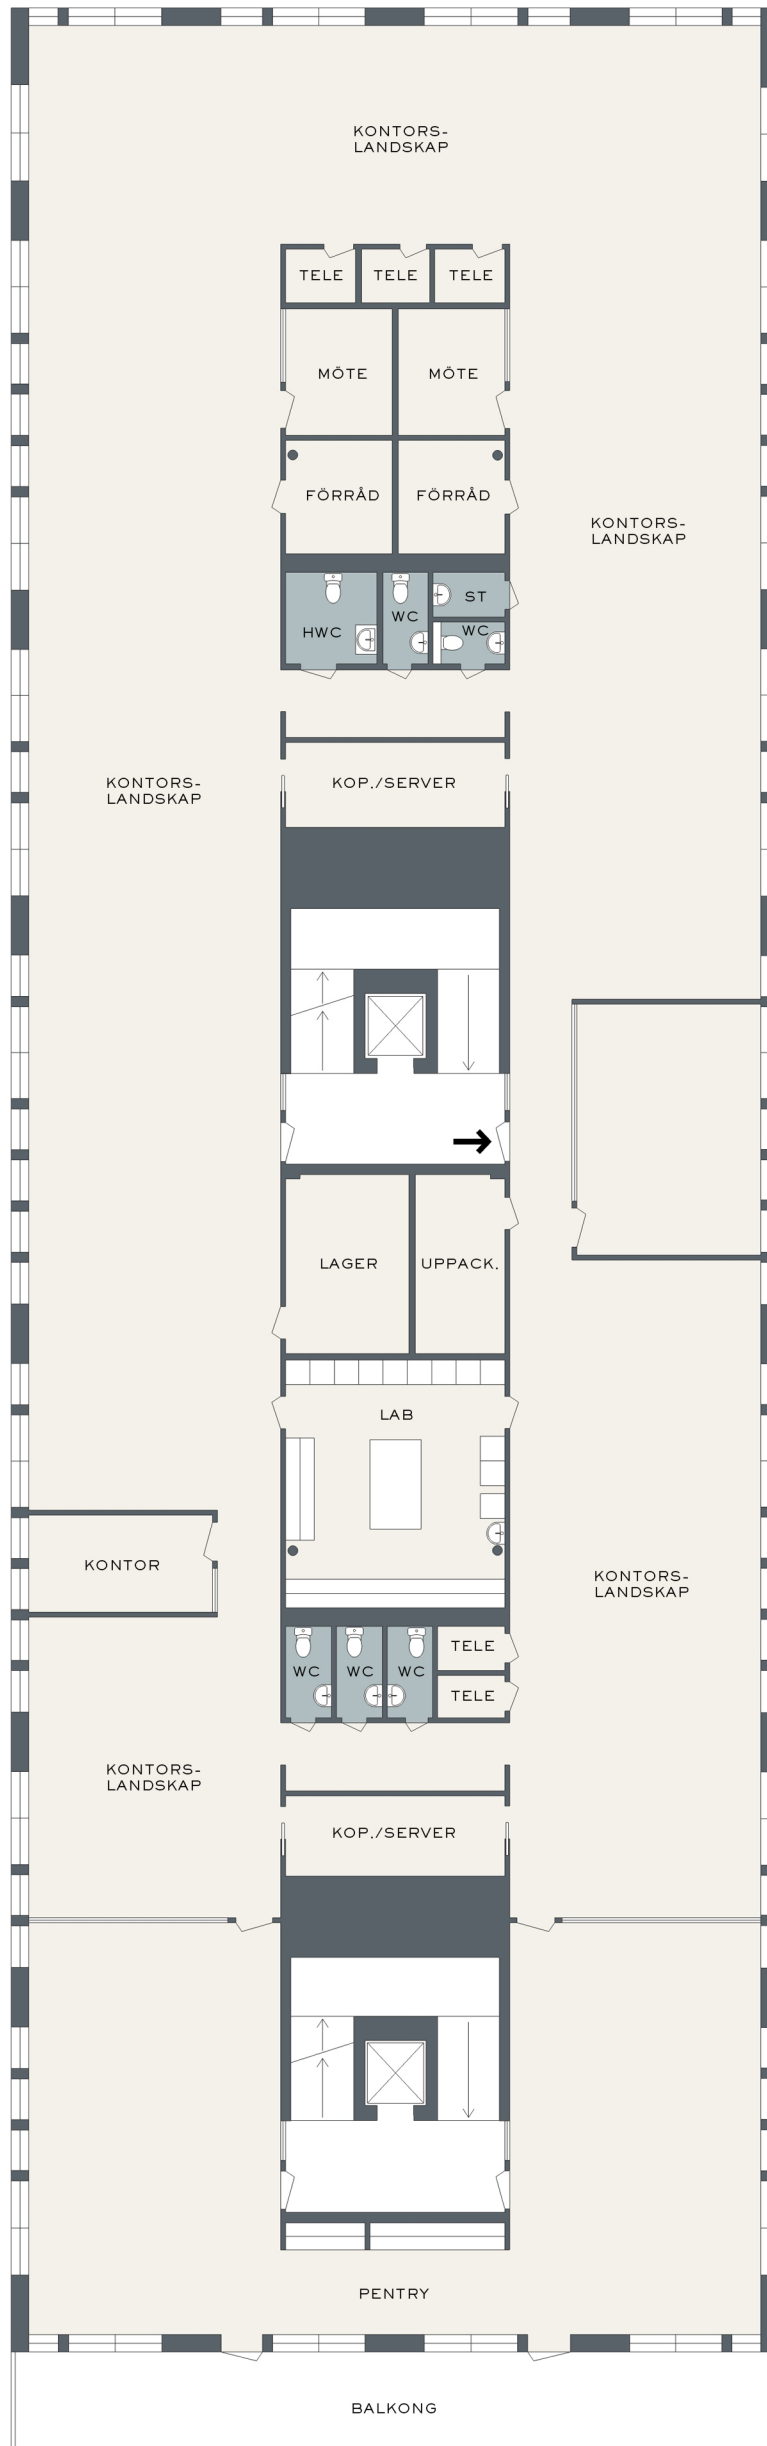 KONTORS-
LANDSKAP
TELE
TELE
TELE
MÖTE
MÖTE
FÖRRÅD
FÖRRÅD
KONTORS-
LANDSKAP
HWC
WC
ST
WC
KONTORS-
LANDSKAP
KOP./SERVER
LAGER
UPPACK.
LAB
KONTOR
KONTORS-
LANDSKAP
WC
WC
WC
TELE
TELE
KONTORS-
LANDSKAP
KOP./SERVER
PENTRY
BALKONG